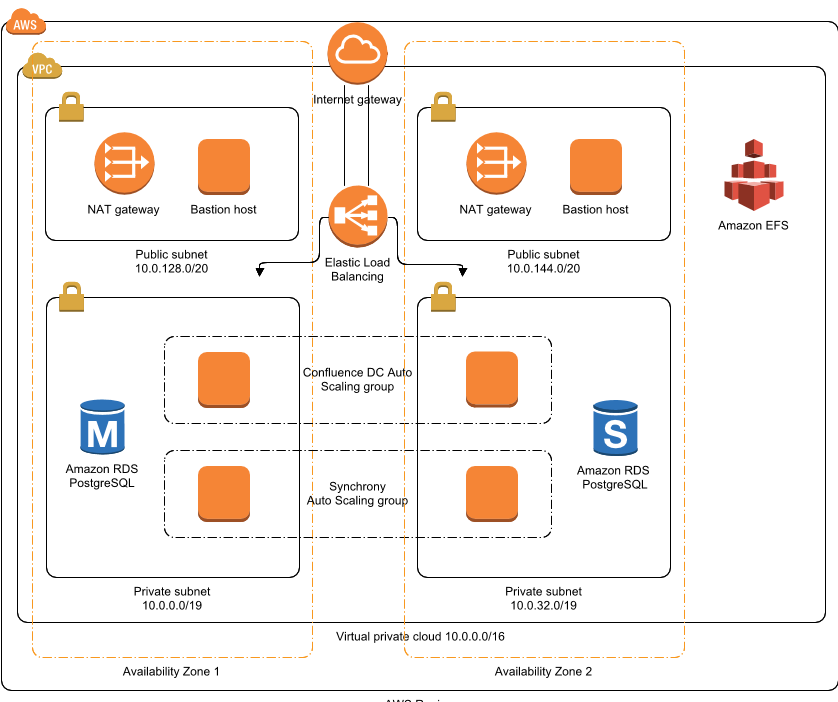 AWS
VPC
Internet gateway
NAT gateway
Bastion host
NAT gateway
Bastion host
Amazon EFS
Public subnet
10.0.128.0/20
Elastic Load
Balancing
Public subnet
10.0.144.0/20
Confluence DC Auto
Scaling group
M
Amazon RDS
PostgreSQL
S
Amazon RDS
PostgreSQL
Synchrony
Auto Scaling group
Private subnet
10.0.0.0/19
Private subnet
10.0.32.0/19
Virtual private cloud 10.0.0.0/16
Availability Zone 1
Availability Zone 2